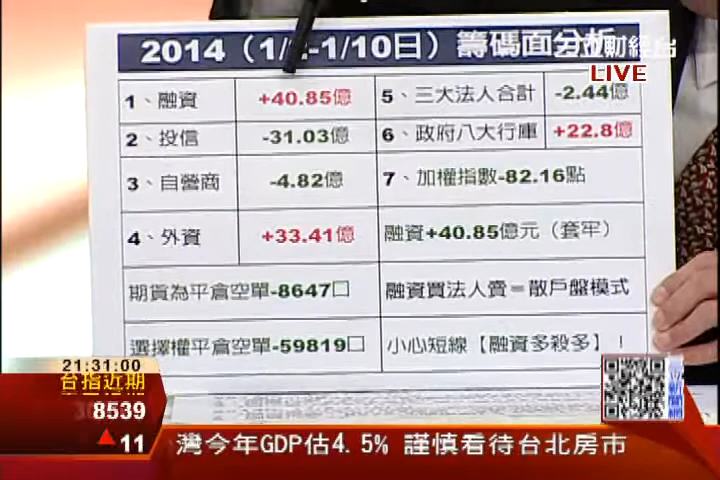 2014（1/2-1/10日）籌碼面分析
LIVE
1、融資 +40.85億 5、三大法人合計 -2.44億
2、投信 -31.03億 6、政府八大行庫 +22.8億
3、自營商 -4.82億 7、加權指數-82.16點
4、外資 +33.41億 融資+40.85億元（套牢）
期貨為平倉空單-8647口 融資買法人賣＝散戶盤模式
選擇權平倉空單-59819口 小心短線【融資多殺多】！
21:31:00
台指近期
8539
▲11
灣今年GDP估4.5% 謹慎看待台北房市